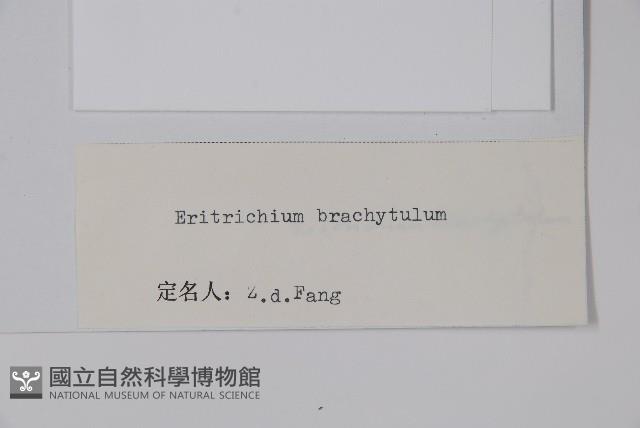 Eritrichium brachytulum
定名人: Z.d.Fang
國立自然科學博物館
NATIONAL MUSEUM OF NATURAL SCIENCE